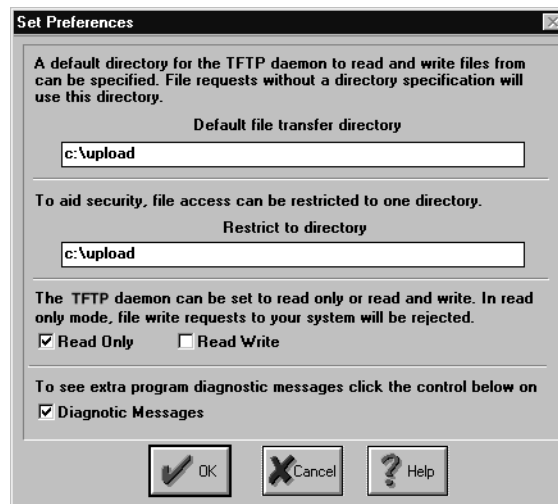 Set Preferences
A default directory for the TFTP daemon to read and write files from
can be specified. File requests without a directory specification will
use this directory.
Default file transfer directory
c:\upload
To aid security, file access can be restricted to one directory.
Restrict to directory
c:\upload
The TFTP daemon can be set to read only or read and write. In read
only mode, file write requests to your system will be rejected.
Read Only Read Write
To see extra program diagnostic messages click the control below on
Diagnotic Messages
OK Cancel Help